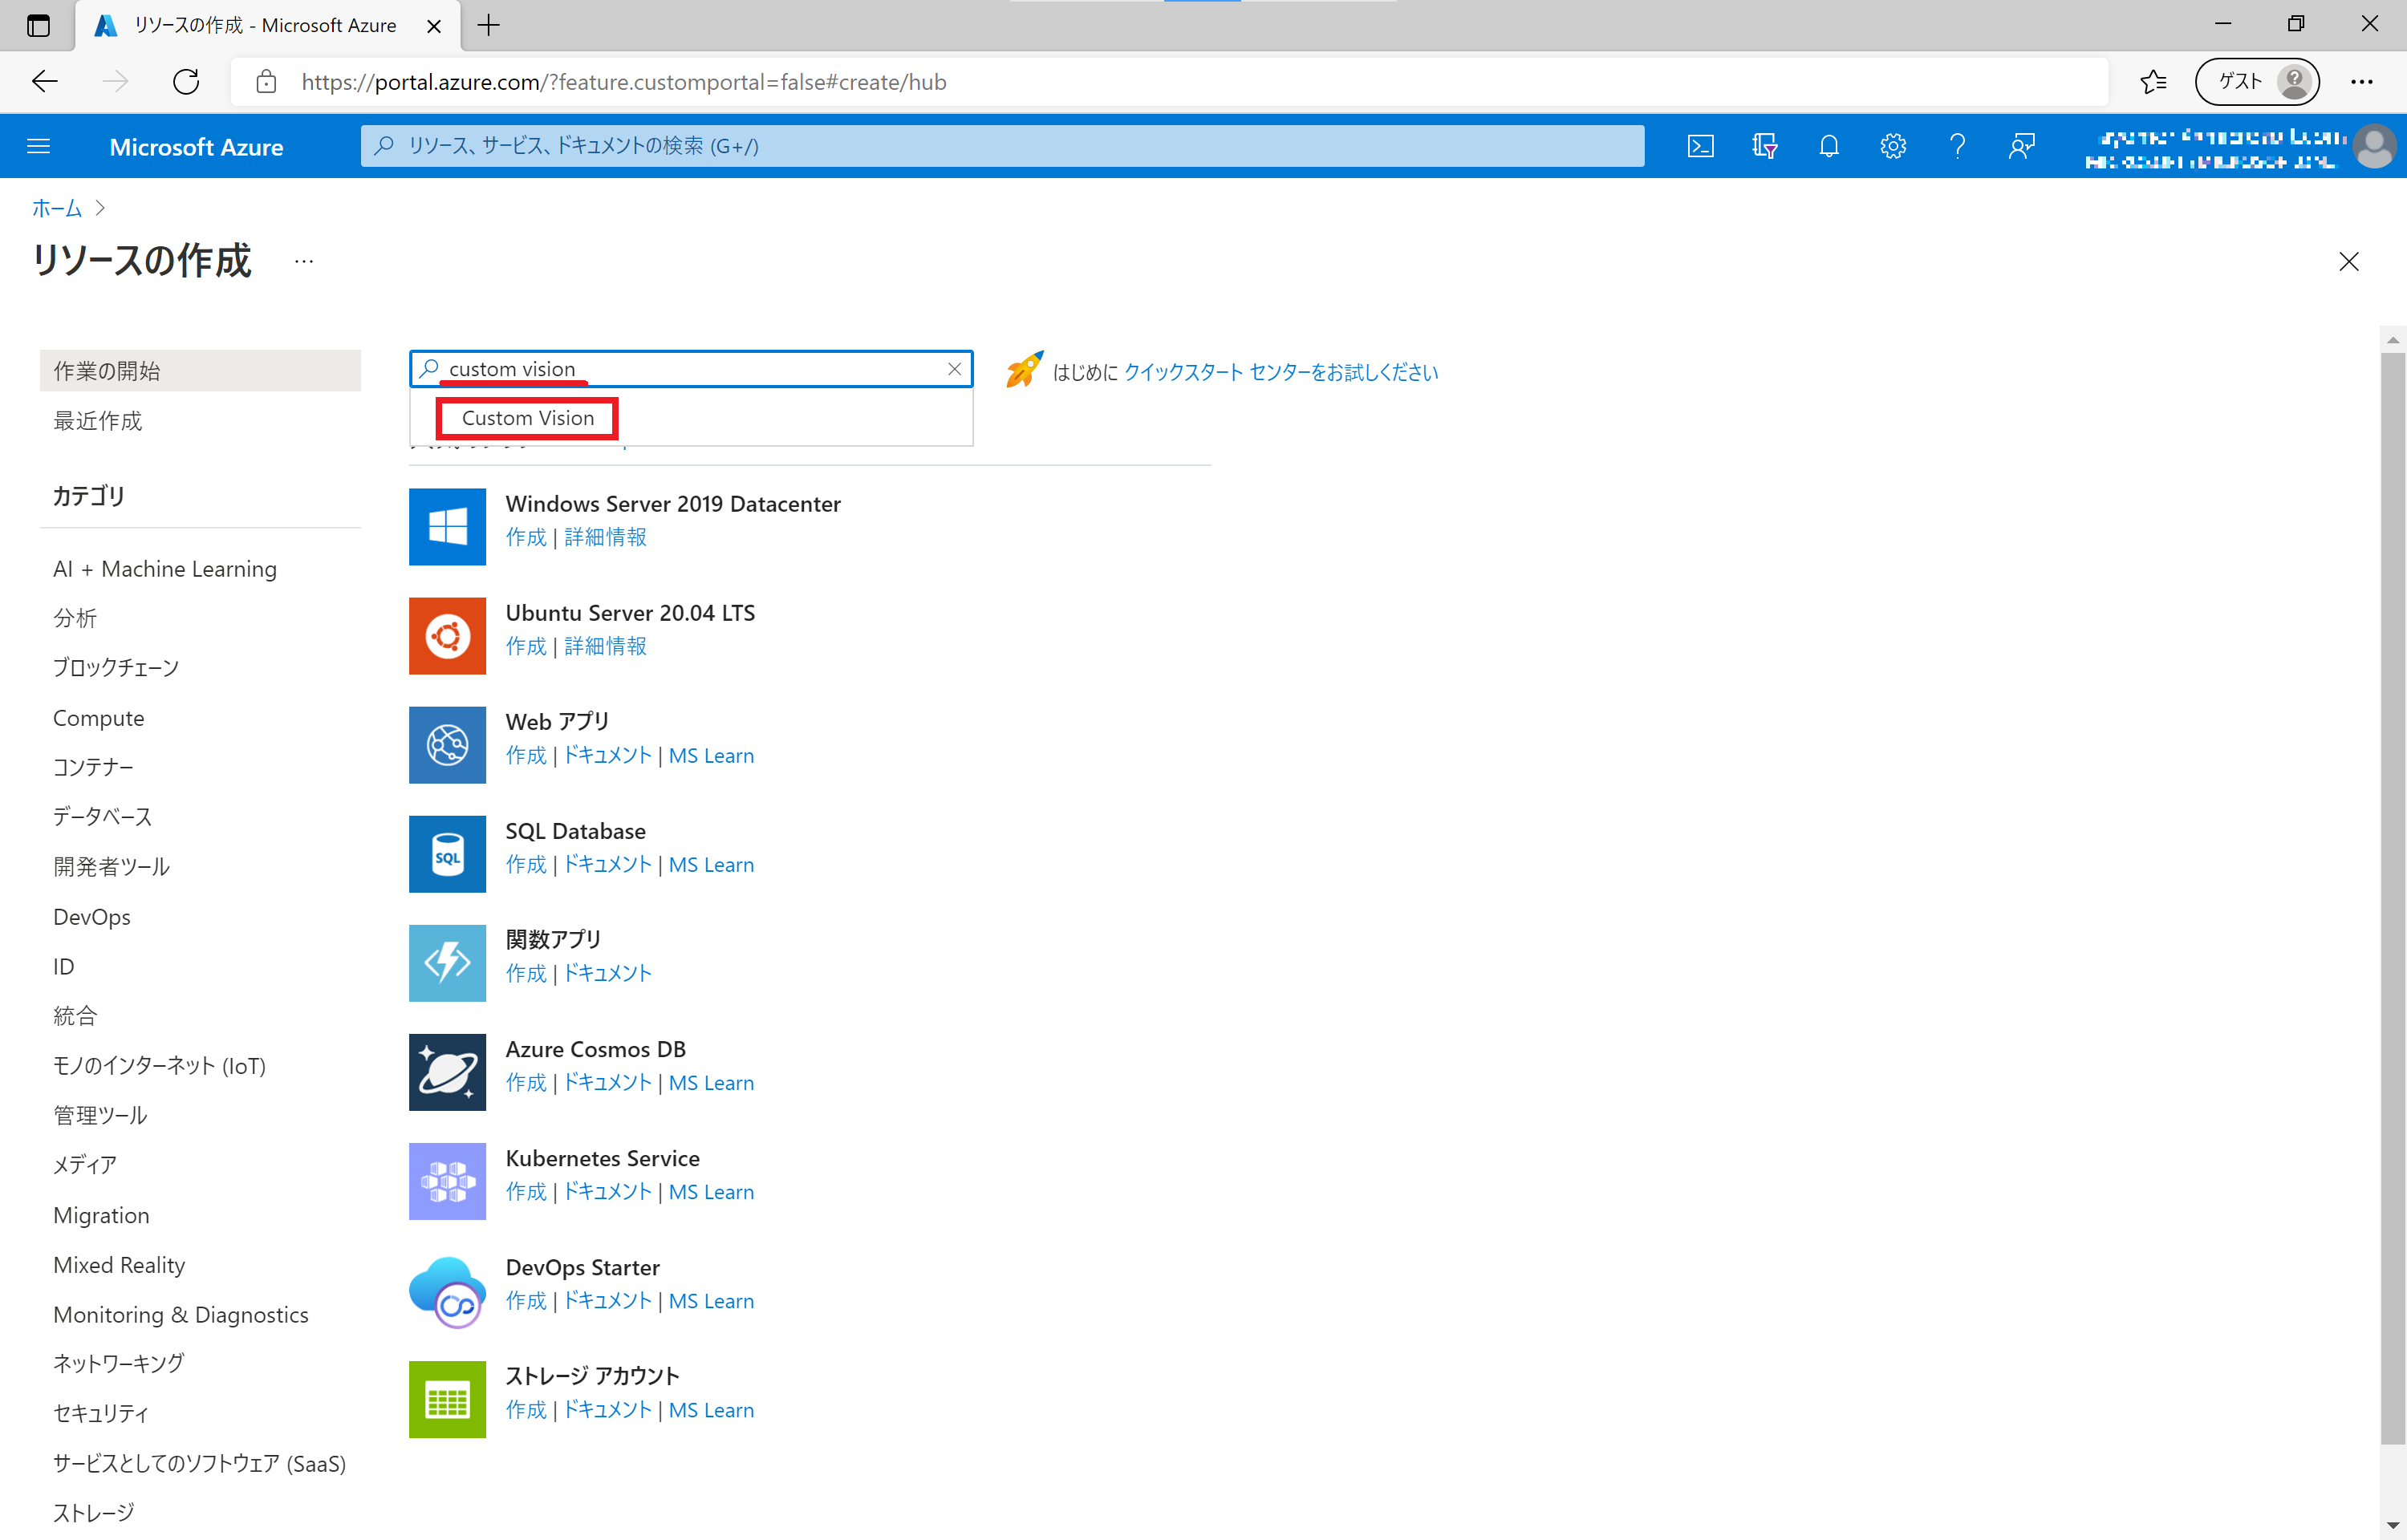 リソースの作成 - Microsoft Azure
https://portal.azure.com/?feature.customportal=false#create/hub
ゲスト
Microsoft Azure
リソース、サービス、ドキュメントの検索 (G+/)
ホーム
リソースの作成
作業の開始
最近作成
カテゴリ
AI + Machine Learning
分析
ブロックチェーン
Compute
コンテナー
データベース
開発者ツール
DevOps
ID
統合
モノのインターネット (IoT)
管理ツール
メディア
Migration
Mixed Reality
Monitoring & Diagnostics
ネットワーキング
セキュリティ
サービスとしてのソフトウェア (SaaS)
ストレージ
custom vision
Custom Vision
はじめに クイックスタート センターをお試しください
Windows Server 2019 Datacenter
作成 | 詳細情報
Ubuntu Server 20.04 LTS
作成 | 詳細情報
Web アプリ
作成 | ドキュメント | MS Learn
SQL
SQL Database
作成 | ドキュメント | MS Learn
関数アプリ
作成 | ドキュメント
Azure Cosmos DB
作成 | ドキュメント | MS Learn
Kubernetes Service
作成 | ドキュメント | MS Learn
DevOps Starter
作成 | ドキュメント | MS Learn
ストレージ アカウント
作成 | ドキュメント | MS Learn